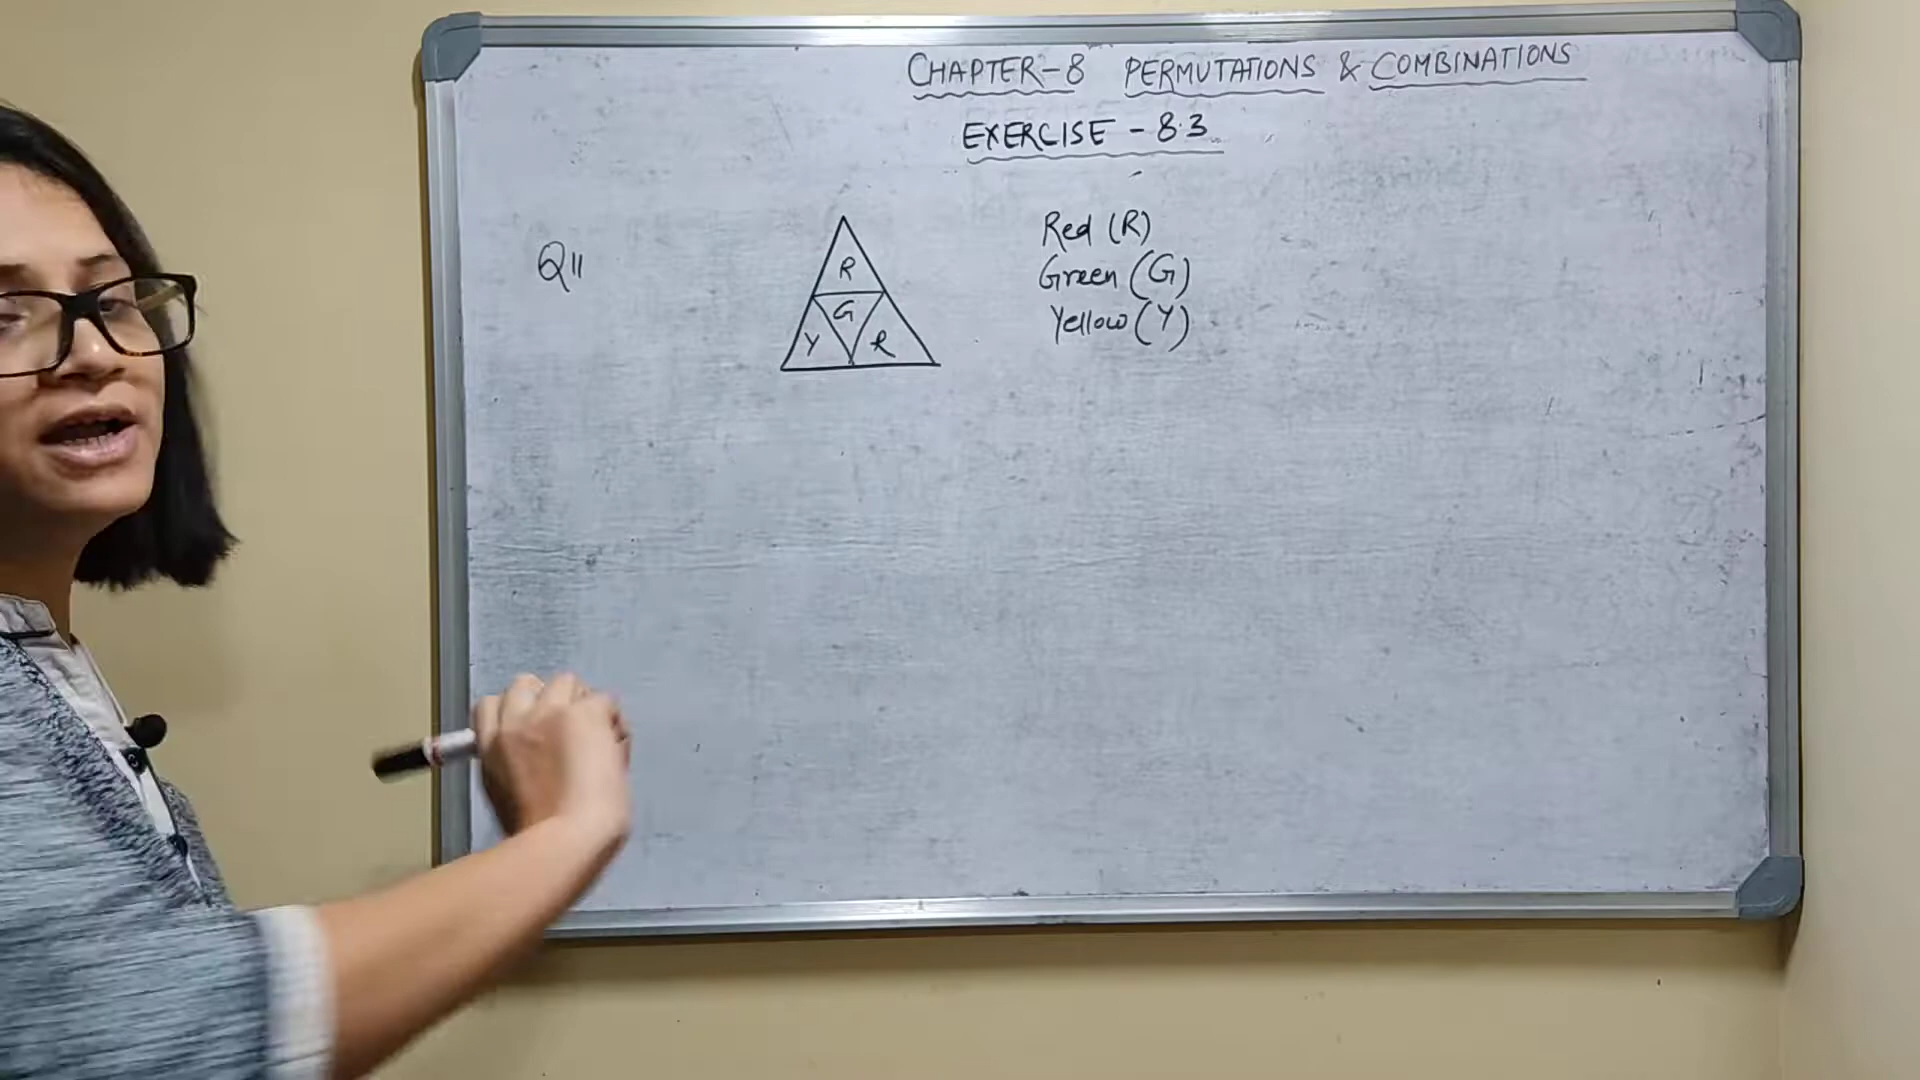 CHAPTER-8 PERMUTATIONS & COMBINATIONS
EXERCISE - 8.3
Q11
R
G
Y R
Red (R)
Green (G)
Yellow (Y)